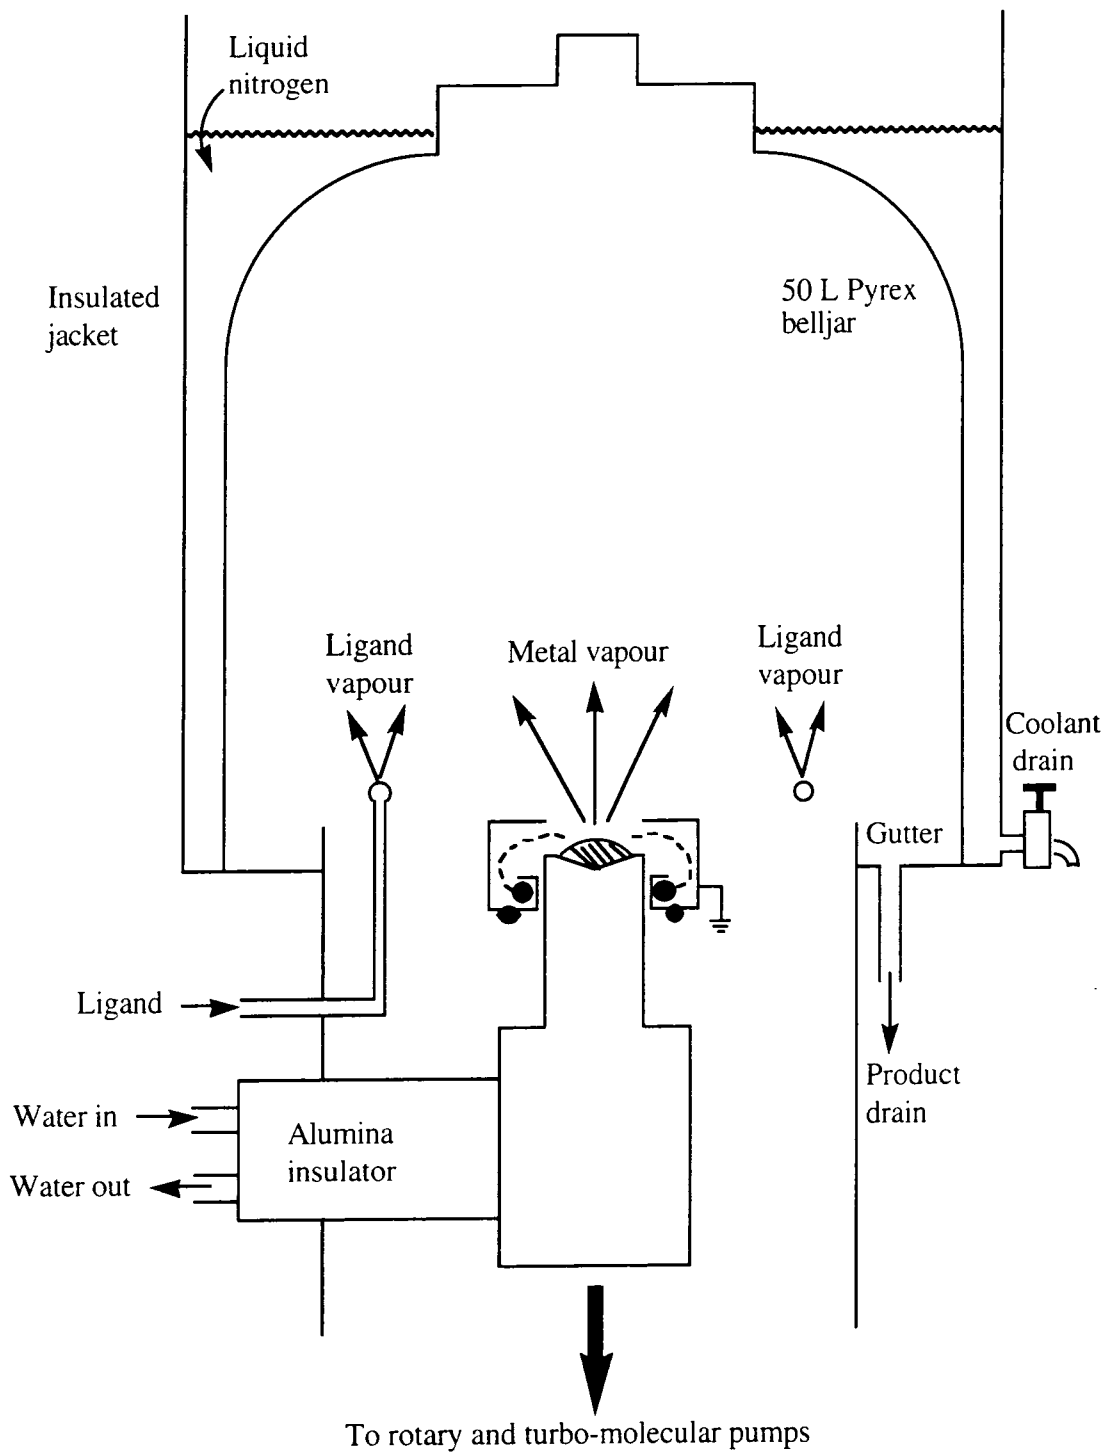 Liquid
nitrogen
Insulated
jacket
50 L Pyrex
belljar
Ligand
vapour
Metal vapour
Ligand
vapour
Coolant
drain
Gutter
Ligand
Product
drain
Water in
Alumina
insulator
Water out
To rotary and turbo-molecular pumps